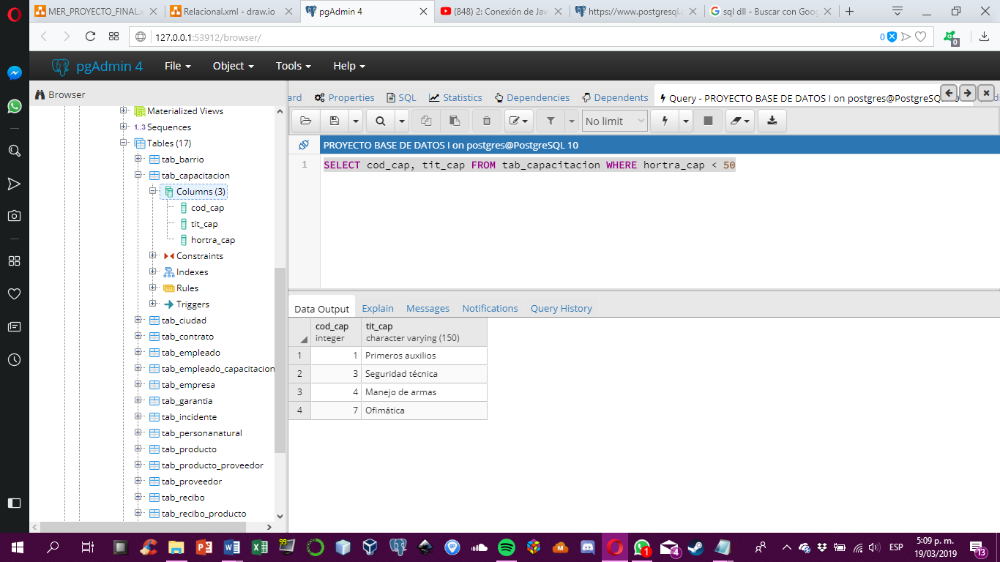 MER_PROYECTO_FINAL.x
Relacional.xml - draw.io
pgAdmin 4
(848) 2: Conexión de Jav
https://www.postgresql.
sql dll - Buscar con Goog
127.0.0.1:53912/browser/
0
0
pgAdmin 4
File
Object
Tools
Help
Browser
Materialized Views
1..3 Sequences
Tables (17)
tab_barrio
tab_capacitacion
Columns (3)
cod_cap
tit_cap
hortra_cap
Constraints
Indexes
Rules
Triggers
tab_ciudad
tab_contrato
tab_empleado
tab_empleado_capacitacion
tab_empresa
tab_garantia
tab_incidente
tab_personanatural
tab_producto
tab_producto_proveedor
tab_proveedor
tab_recibo
tab_recibo_producto
ard
Properties
SQL
Statistics
Dependencies
Dependents
Query - PROYECTO BASE DE DATOS I on postgres@PostgreSQL 10
No limit
PROYECTO BASE DE DATOS I on postgres@PostgreSQL 10
1 SELECT cod_cap, tit_cap FROM tab_capacitacion WHERE hortra_cap < 50
Data Output
Explain
Messages
Notifications
Query History
cod_cap tit_cap
integer character varying (150)
1 1 Primeros auxilios
2 3 Seguridad técnica
3 4 Manejo de armas
4 7 Ofimática
99
1
4
ESP
5:09 p. m.
19/03/2019
13